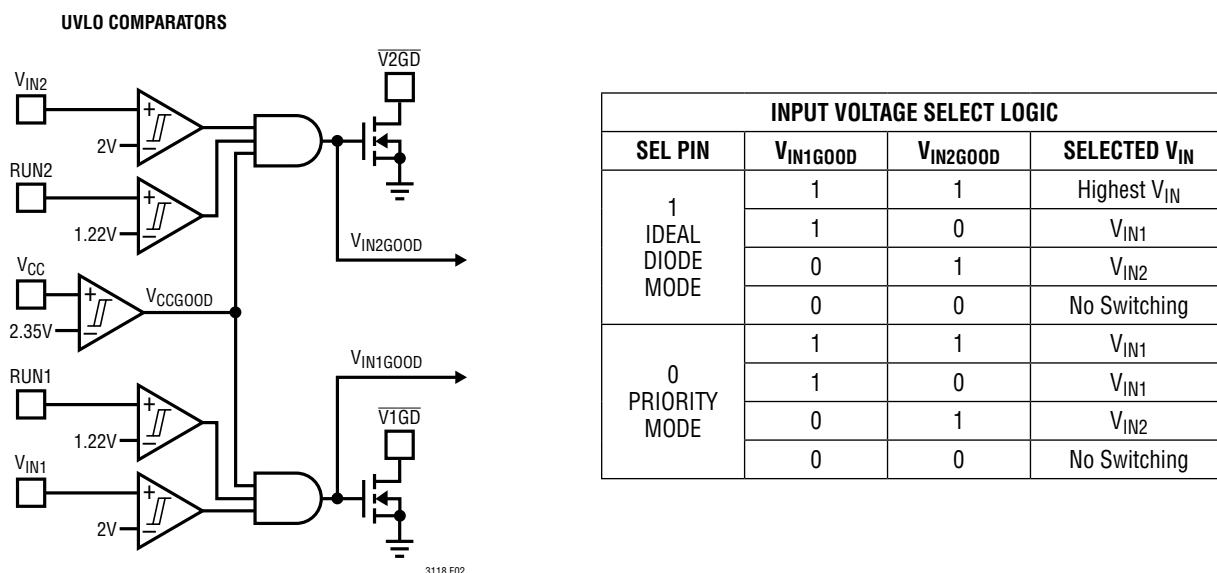 UVLO COMPARATORS
V2GD
VIN2
+
–
2V
RUN2
+
–
1.22V
VIN2GOOD
VCC
+
–
2.35V
VCCGOOD
VIN1GOOD
RUN1
+
–
1.22V
V1GD
VIN1
+
–
2V
3118 F02
INPUT VOLTAGE SELECT LOGIC
SEL PIN VIN1GOOD VIN2GOOD SELECTED VIN
1
IDEAL
DIODE
MODE
1 1 Highest VIN
1 0 VIN1
0 1 VIN2
0 0 No Switching
0
PRIORITY
MODE
1 1 VIN1
1 0 VIN1
0 1 VIN2
0 0 No Switching